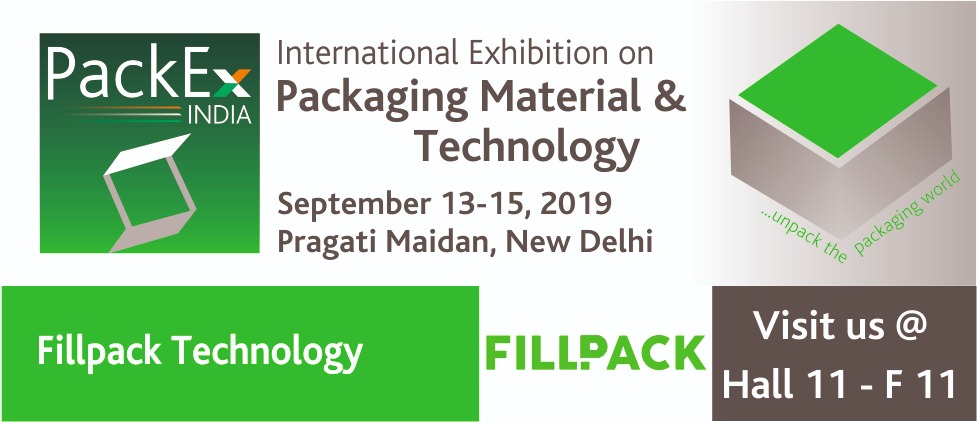 PackEx
INDIA
International Exhibition on
Packaging Material &
Technology
September 13-15, 2019
Pragati Maidan, New Delhi
...unpack the packaging world
Fillpack Technology
FILLPACK
Visit us @
Hall 11 - F 11